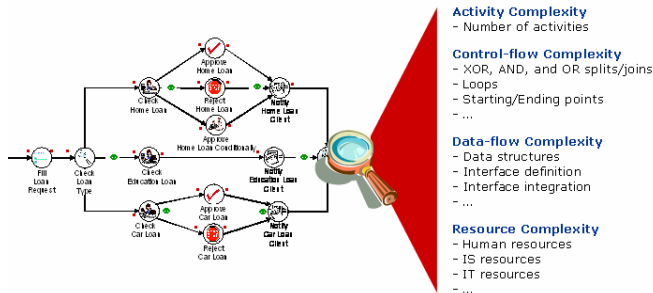 Approve
Home Loan
Check
Home Loan
Reject
Home Loan
Notify
Home Loan
Client
Approve
Home Loan Conditionally
Fill
Loan
Request
Check
Loan
Type
Check
Education Loan
Notify
Education Loan
Client
Approve
Car Loan
Check
Car Loan
Reject
Car Loan
Notify
Car Loan
Client
Activity Complexity
- Number of activities
Control-flow Complexity
- XOR, AND, and OR splits/joins
- Loops
- Starting/Ending points
- ...
Data-flow Complexity
- Data structures
- Interface definition
- Interface integration
- ...
Resource Complexity
- Human resources
- IS resources
- IT resources
- ...